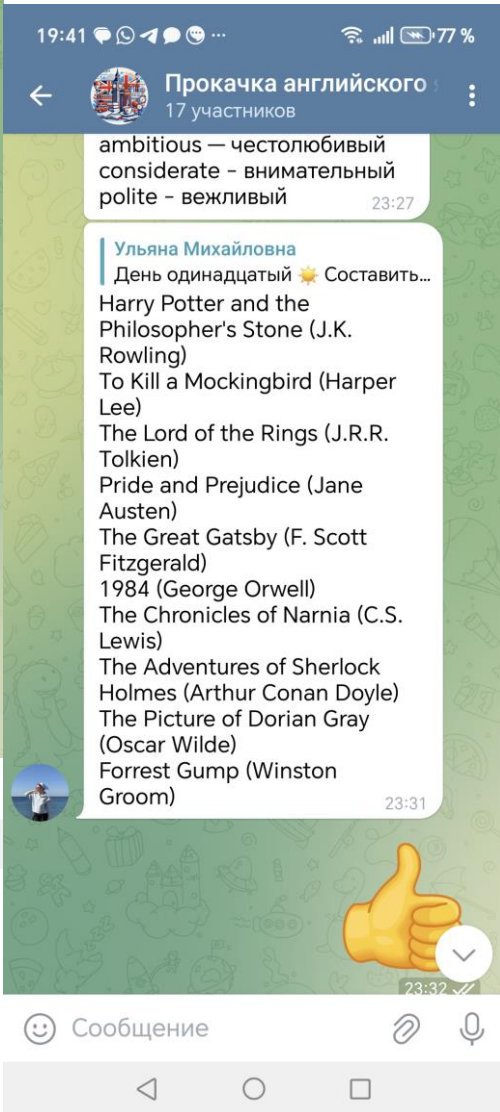 19:41 ... 77 %
Прокачка английского
17 участников
ambitious — честолюбивый
considerate - внимательный
polite - вежливый 23:27
Ульяна Михайловна
День одинадцатый ☀️ Составить...
Harry Potter and the
Philosopher's Stone (J.K.
Rowling)
To Kill a Mockingbird (Harper
Lee)
The Lord of the Rings (J.R.R.
Tolkien)
Pride and Prejudice (Jane
Austen)
The Great Gatsby (F. Scott
Fitzgerald)
1984 (George Orwell)
The Chronicles of Narnia (C.S.
Lewis)
The Adventures of Sherlock
Holmes (Arthur Conan Doyle)
The Picture of Dorian Gray
(Oscar Wilde)
Forrest Gump (Winston
Groom) 23:31
23:32
Сообщение